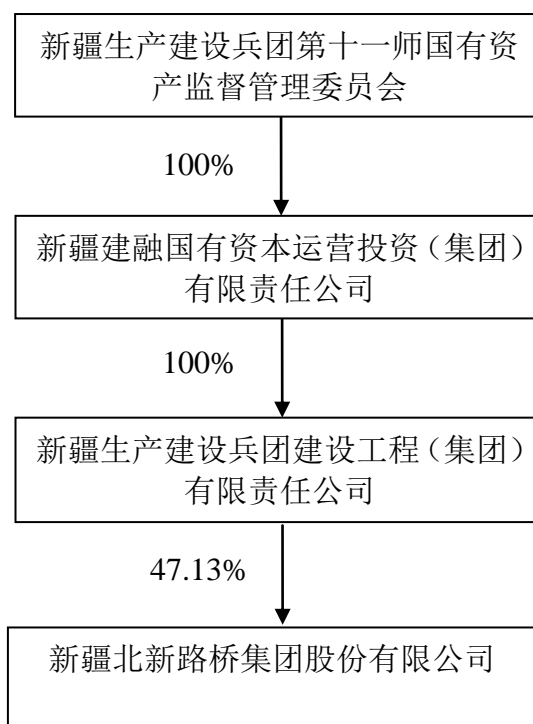 新疆生产建设兵团第十一师国有资
产监督管理委员会
100%
新疆建融国有资本运营投资（集团）
有限责任公司
100%
新疆生产建设兵团建设工程（集团）
有限责任公司
47.13%
新疆北新路桥集团股份有限公司